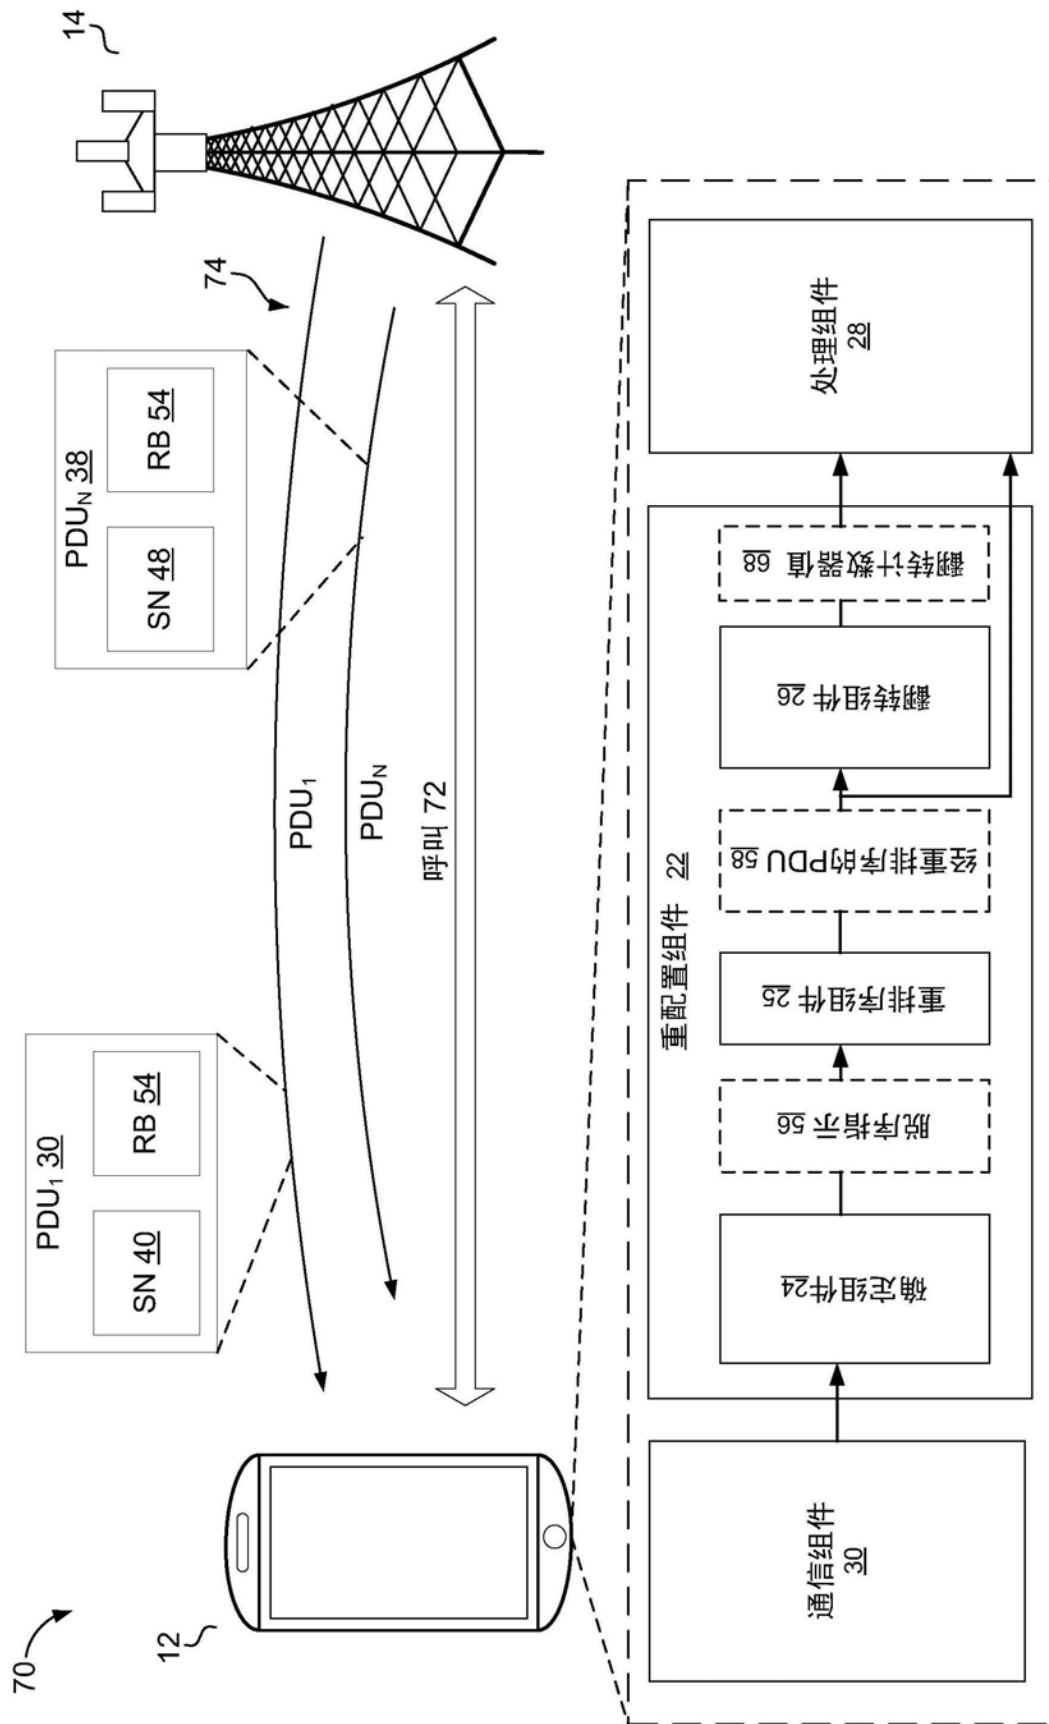 70
12
14
74
PDU1 30
SN 40
RB 54
PDUN 38
SN 48
RB 54
PDU1
PDUN
呼叫 72
通信组件
30
重配置组件 22
确定组件24
脱序指示 56
重排序组件 25
经重排序的PDU 58
翻转组件 26
翻转计数器值 68
处理组件
28